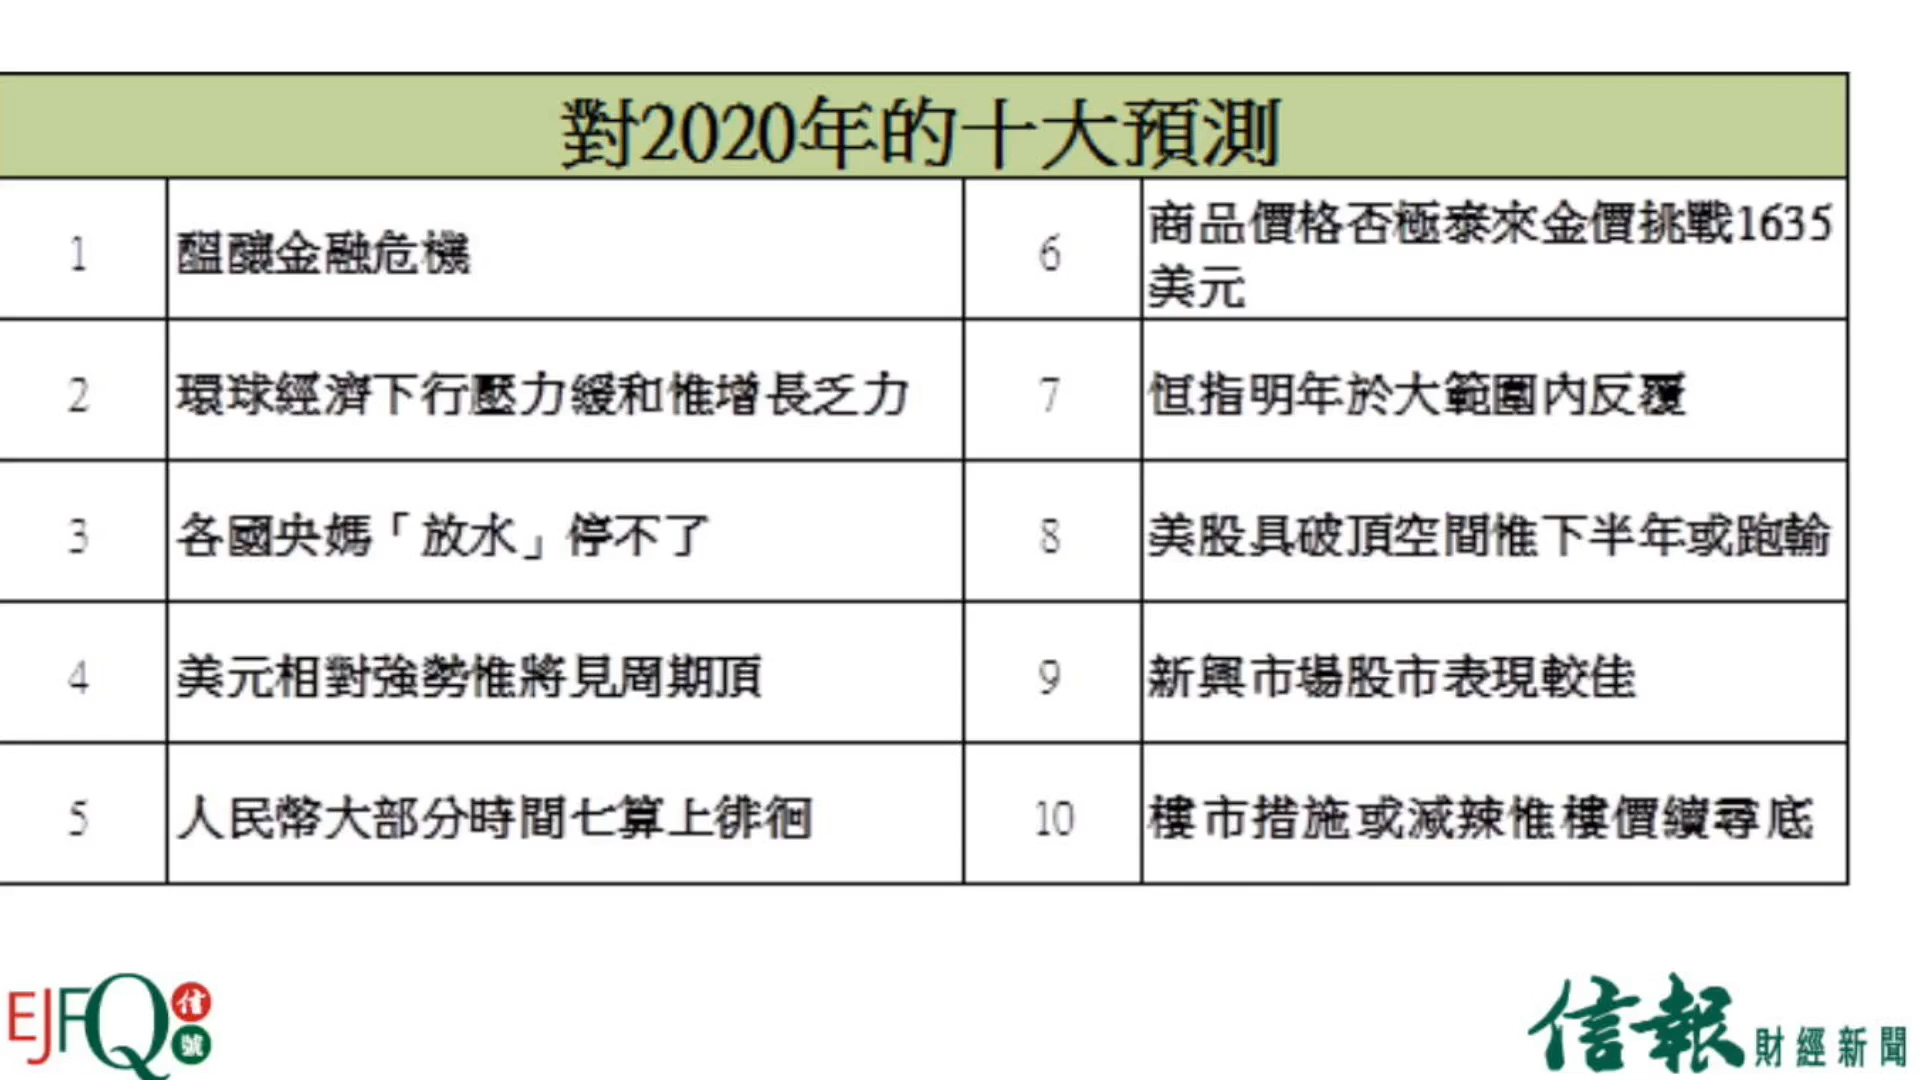 對2020年的十大預測
1
醞釀金融危機
6
商品價格否極泰來金價挑戰1635
美元
2
環球經濟下行壓力緩和惟增長乏力
7
恒指明年於大範圍內反覆
3
各國央媽「放水」停不了
8
美股具破頂空間惟下半年或跑輸
4
美元相對強勢惟將見周期頂
9
新興市場股市表現較佳
5
人民幣大部分時間七算上徘徊
10
樓市措施或減辣惟樓價續尋底
EJFQ信號
信報財經新聞